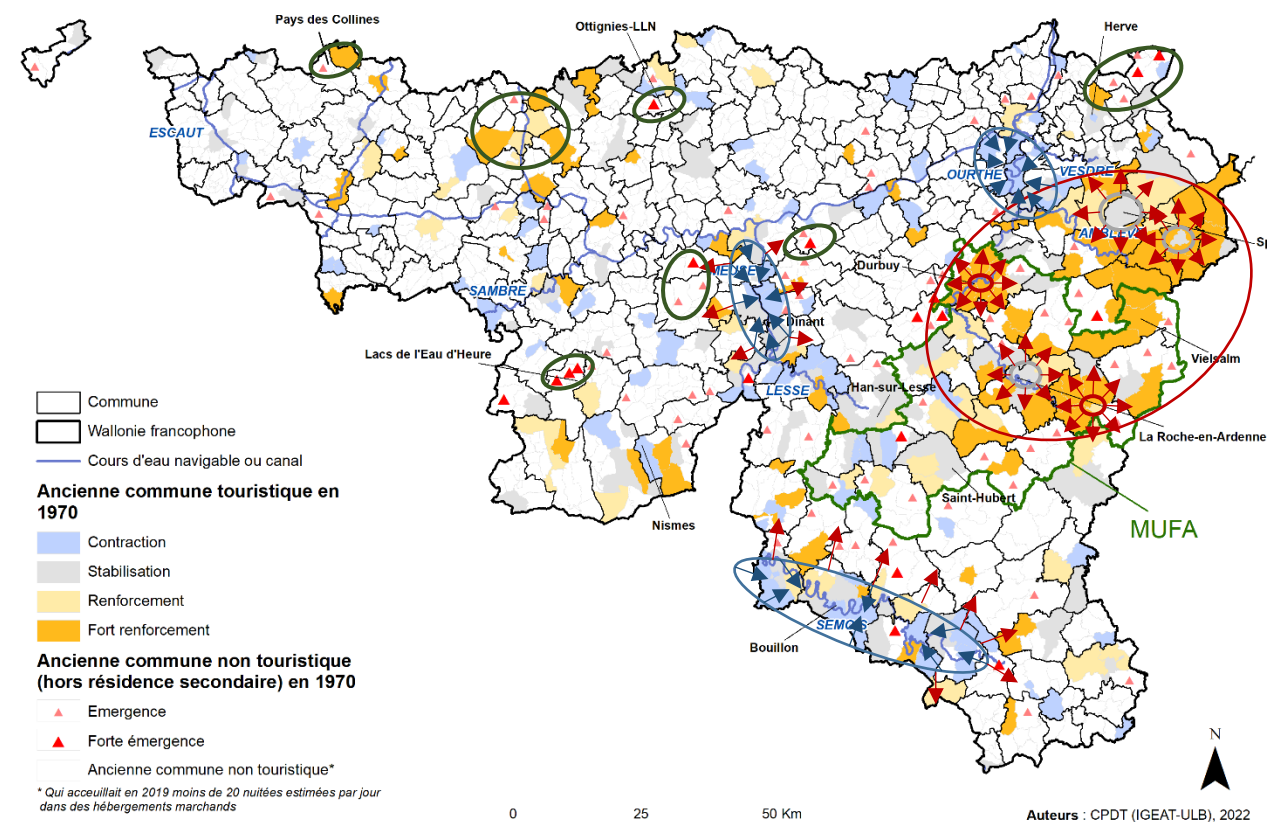 Pays des Collines
Ottignies-LLN
Herve
ESCAUT
OURTHE
VESDRE
AMBLEVE
Sp
Durbuy
MEUSE
SAMBRE
Dinant
Vielsalm
Lacs de l'Eau d'Heure
LESSE
Han-sur-Lesse
La Roche-en-Ardenne
Saint-Hubert
Nismes
MUFA
SEMOIS
Bouillon
Commune
Wallonie francophone
Cours d'eau navigable ou canal
Ancienne commune touristique en
1970
Contraction
Stabilisation
Renforcement
Fort renforcement
Ancienne commune non touristique
(hors résidence secondaire) en 1970
Emergence
Forte émergence
Ancienne commune non touristique*
* Qui acceuillait en 2019 moins de 20 nuitées estimées par jour
dans des hébergements marchands
N
0 25 50 Km
Auteurs : CPDT (IGEAT-ULB), 2022